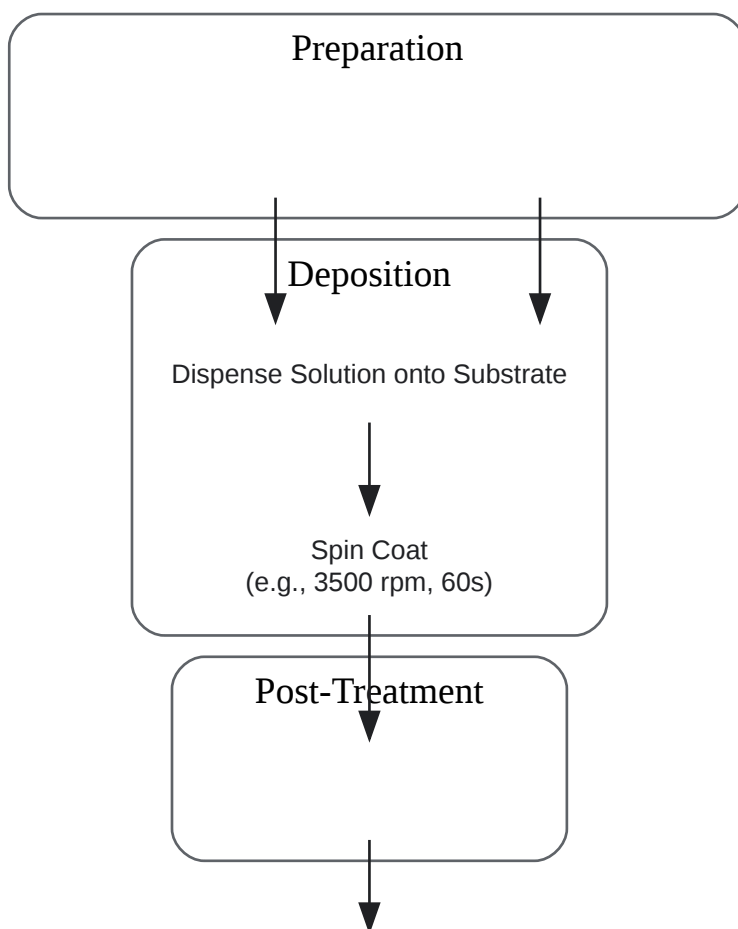 Preparation
Deposition
Dispense Solution onto Substrate
Spin Coat
(e.g., 3500 rpm, 60s)
Post-Treatment